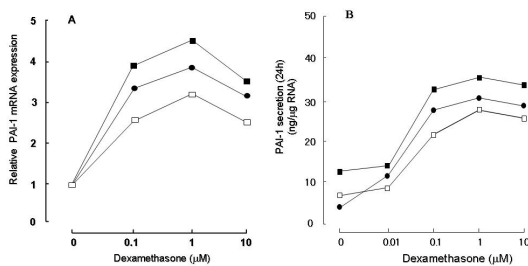 A
Relative PAI-1 mRNA expression
5
4
3
2
1
0
0 0.1 1 10
Dexamethasone (μM)
B
PAI-1 secretion (24h)
(ng/μg RNA)
50
40
30
20
10
0
0 0.01 0.1 1 10
Dexamethasone (μM)